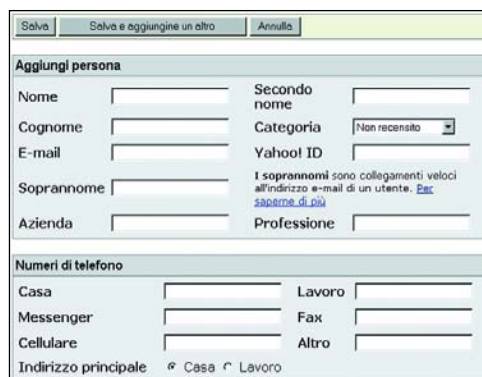 Salva Salva e aggiungine un altro Annulla
Aggiungi persona
Nome Secondo nome
Cognome Categoria Non recensito
E-mail Yahoo! ID
Soprannome I soprannomi sono collegamenti veloci
all'indirizzo e-mail di un utente. Per
saperne di più
Azienda Professione
Numeri di telefono
Casa Lavoro
Messenger Fax
Cellulare Altro
Indirizzo principale Casa Lavoro